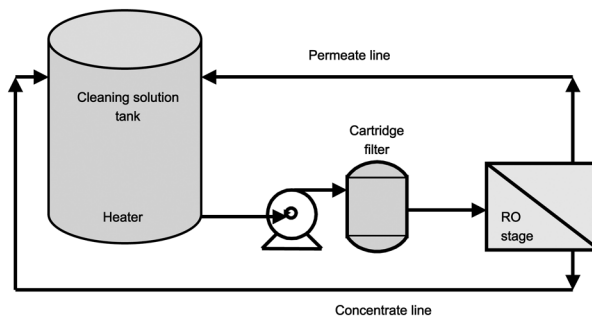 Permeate line
Cleaning solution
tank
Cartridge
filter
Heater
RO
stage
Concentrate line